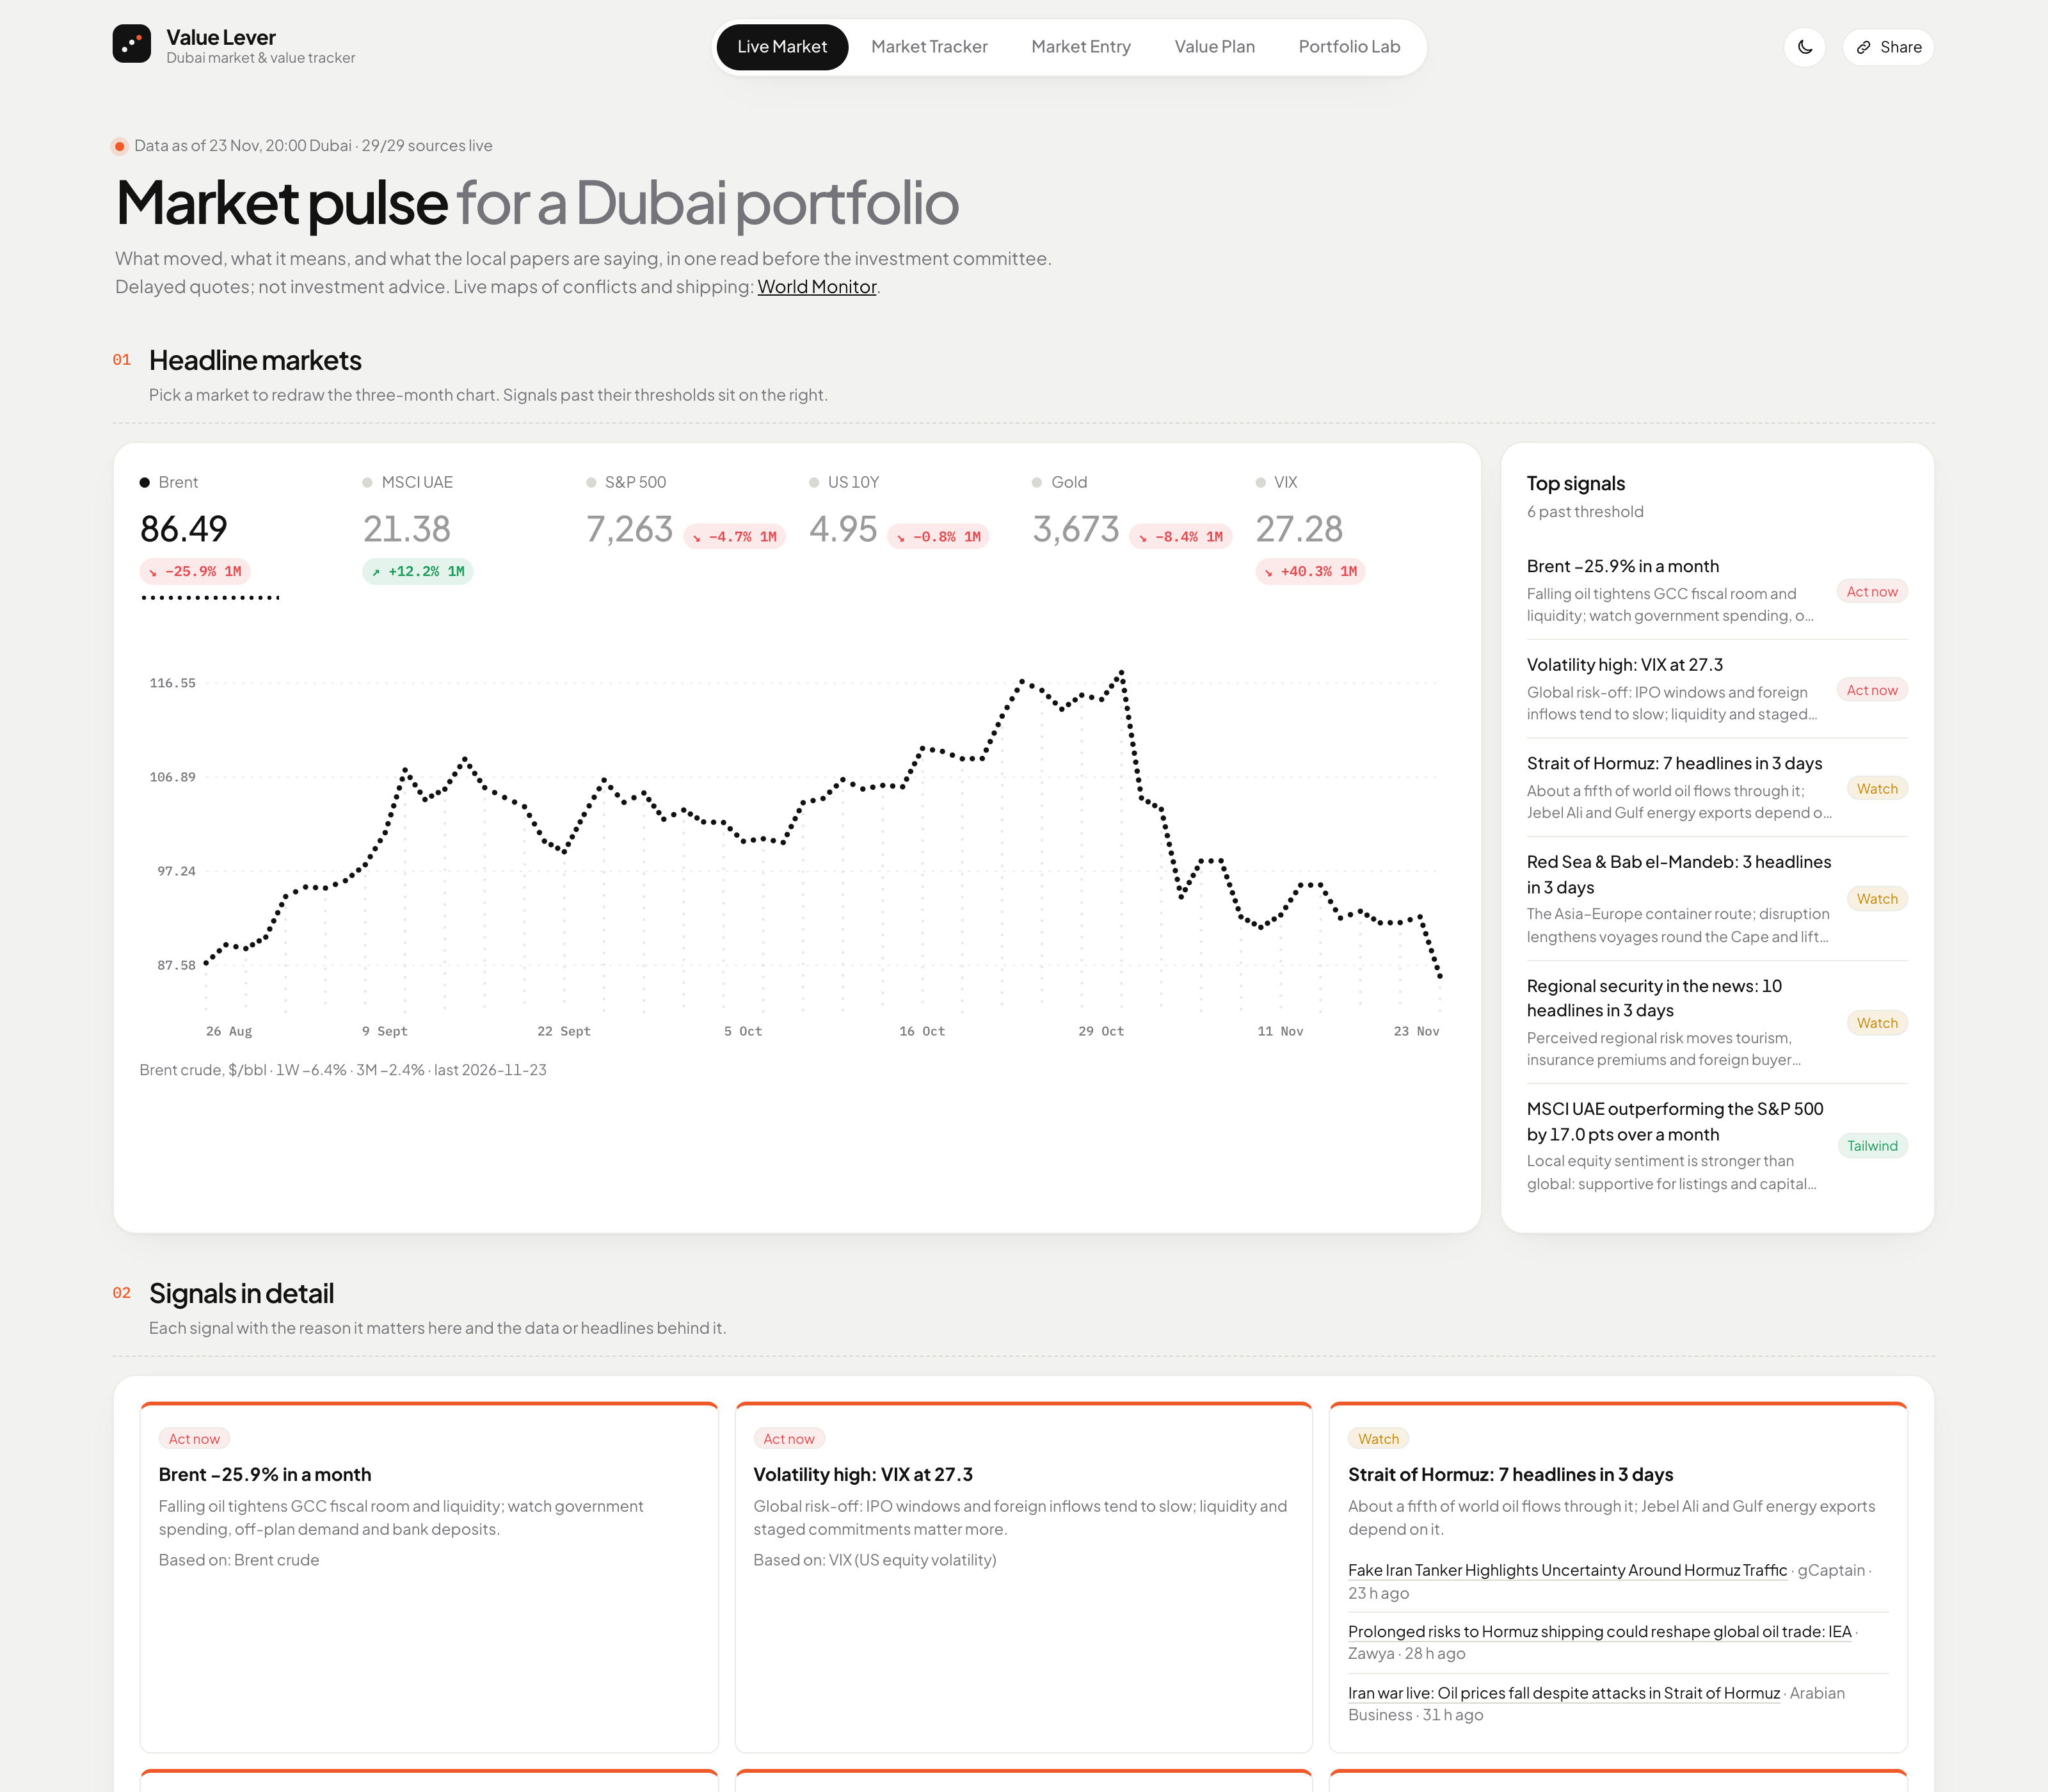 Value Lever
Dubai market & value tracker
Live Market
Market Tracker
Market Entry
Value Plan
Portfolio Lab
Share
Data as of 23 Nov, 20:00 Dubai · 29/29 sources live
Market pulse for a Dubai portfolio
What moved, what it means, and what the local papers are saying, in one read before the investment committee.
Delayed quotes; not investment advice. Live maps of conflicts and shipping: World Monitor.
01 Headline markets
Pick a market to redraw the three-month chart. Signals past their thresholds sit on the right.
Brent
86.49
↘ −25.9% 1M
MSCI UAE
21.38
↗ +12.2% 1M
S&P 500
7,263 ↘ −4.7% 1M
US 10Y
4.95 ↘ −0.8% 1M
Gold
3,673 ↘ −8.4% 1M
VIX
27.28
↘ +40.3% 1M
116.55
106.89
97.24
87.58
26 Aug
9 Sept
22 Sept
5 Oct
16 Oct
29 Oct
11 Nov
23 Nov
Brent crude, $/bbl · 1W −6.4% · 3M −2.4% · last 2026-11-23
Top signals
6 past threshold
Brent −25.9% in a month
Falling oil tightens GCC fiscal room and
liquidity; watch government spending, o…
Act now
Volatility high: VIX at 27.3
Global risk-off: IPO windows and foreign
inflows tend to slow; liquidity and staged…
Act now
Strait of Hormuz: 7 headlines in 3 days
About a fifth of world oil flows through it;
Jebel Ali and Gulf energy exports depend o…
Watch
Red Sea & Bab el-Mandeb: 3 headlines
in 3 days
The Asia–Europe container route; disruption
lengthens voyages round the Cape and lift…
Watch
Regional security in the news: 10
headlines in 3 days
Perceived regional risk moves tourism,
insurance premiums and foreign buyer…
Watch
MSCI UAE outperforming the S&P 500
by 17.0 pts over a month
Local equity sentiment is stronger than
global: supportive for listings and capital…
Tailwind
02 Signals in detail
Each signal with the reason it matters here and the data or headlines behind it.
Act now
Brent −25.9% in a month
Falling oil tightens GCC fiscal room and liquidity; watch government
spending, off-plan demand and bank deposits.
Based on: Brent crude
Act now
Volatility high: VIX at 27.3
Global risk-off: IPO windows and foreign inflows tend to slow; liquidity and
staged commitments matter more.
Based on: VIX (US equity volatility)
Watch
Strait of Hormuz: 7 headlines in 3 days
About a fifth of world oil flows through it; Jebel Ali and Gulf energy exports
depend on it.
Fake Iran Tanker Highlights Uncertainty Around Hormuz Traffic · gCaptain ·
23 h ago
Prolonged risks to Hormuz shipping could reshape global oil trade: IEA ·
Zawya · 28 h ago
Iran war live: Oil prices fall despite attacks in Strait of Hormuz · Arabian
Business · 31 h ago